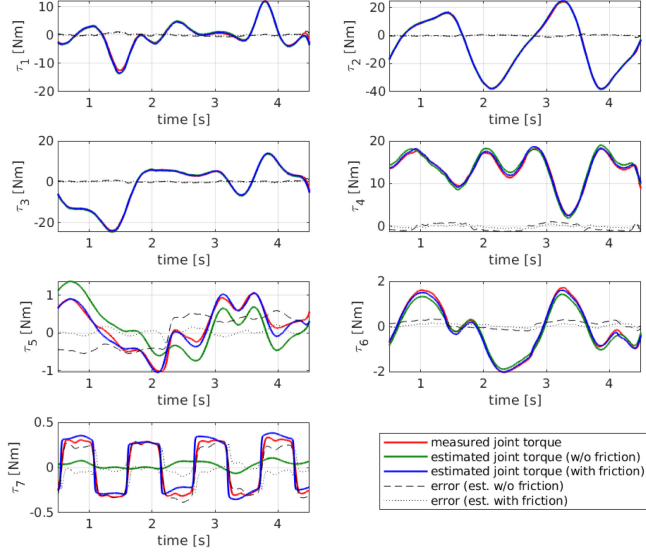 10
0
-10
-20
1 2 3 4
time [s]
τ1 [Nm]
20
0
-20
-40
1 2 3 4
time [s]
τ2 [Nm]
20
0
-20
1 2 3 4
time [s]
τ3 [Nm]
20
10
0
1 2 3 4
time [s]
τ4 [Nm]
1
0
-1
1 2 3 4
time [s]
τ5 [Nm]
2
0
-2
1 2 3 4
time [s]
τ6 [Nm]
0.5
0
-0.5
1 2 3 4
time [s]
τ7 [Nm]
measured joint torque
estimated joint torque (w/o friction)
estimated joint torque (with friction)
error (est. w/o friction)
error (est. with friction)